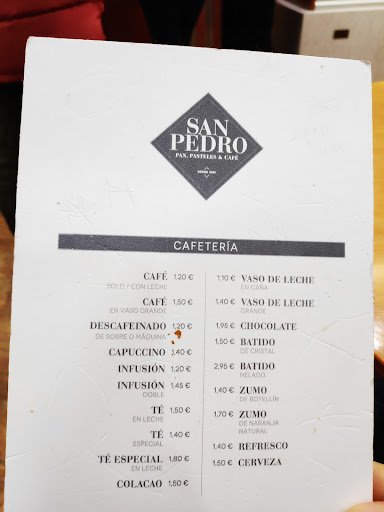 SAN
PEDRO
PAN, PASTELES & CAFÉ
CAFETERÍA
CAFÉ 1,20 €
SOLO / CON LECHE
CAFÉ 1,50 €
EN VASO GRANDE
DESCAFEINADO 1,20 €
DE SOBRE O MÁQUINA
CAPUCCINO 1,40 €
INFUSIÓN 1,20 €
INFUSIÓN 1,45 €
DOBLE
TÉ 1,50 €
EN LECHE
TÉ 1,40 €
ESPECIAL
TÉ ESPECIAL 1,80 €
EN LECHE
COLACAO 1,50 €
1,10 € VASO DE LECHE
EN CAÑA
1,40 € VASO DE LECHE
GRANDE
1,95 € CHOCOLATE
1,50 € BATIDO
DE CRISTAL
2,95 € BATIDO
HELADO
1,40 € ZUMO
DE BOTELLÍN
1,70 € ZUMO
DE NARANJA
NATURAL
1,40 € REFRESCO
1,50 € CERVEZA